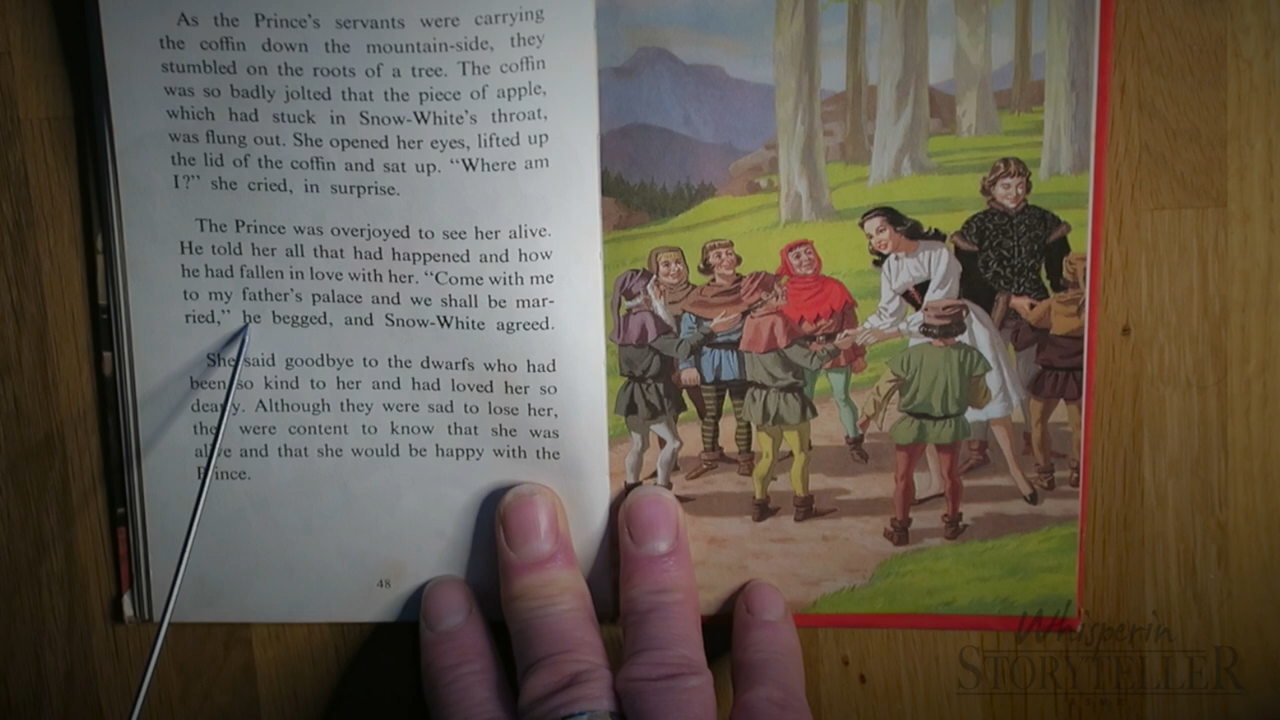 As the Prince's servants were carrying
the coffin down the mountain-side, they
stumbled on the roots of a tree. The coffin
was so badly jolted that the piece of apple,
which had stuck in Snow-White's throat,
was flung out. She opened her eyes, lifted up
the lid of the coffin and sat up. “Where am
I?” she cried, in surprise.
The Prince was overjoyed to see her alive.
He told her all that had happened and how
he had fallen in love with her. “Come with me
to my father's palace and we shall be mar-
ried,” he begged, and Snow-White agreed.
She said goodbye to the dwarfs who had
been so kind to her and had loved her so
dearly. Although they were sad to lose her,
they were content to know that she was
alive and that she would be happy with the
Prince.
48
Whisperin
STORYTELLER